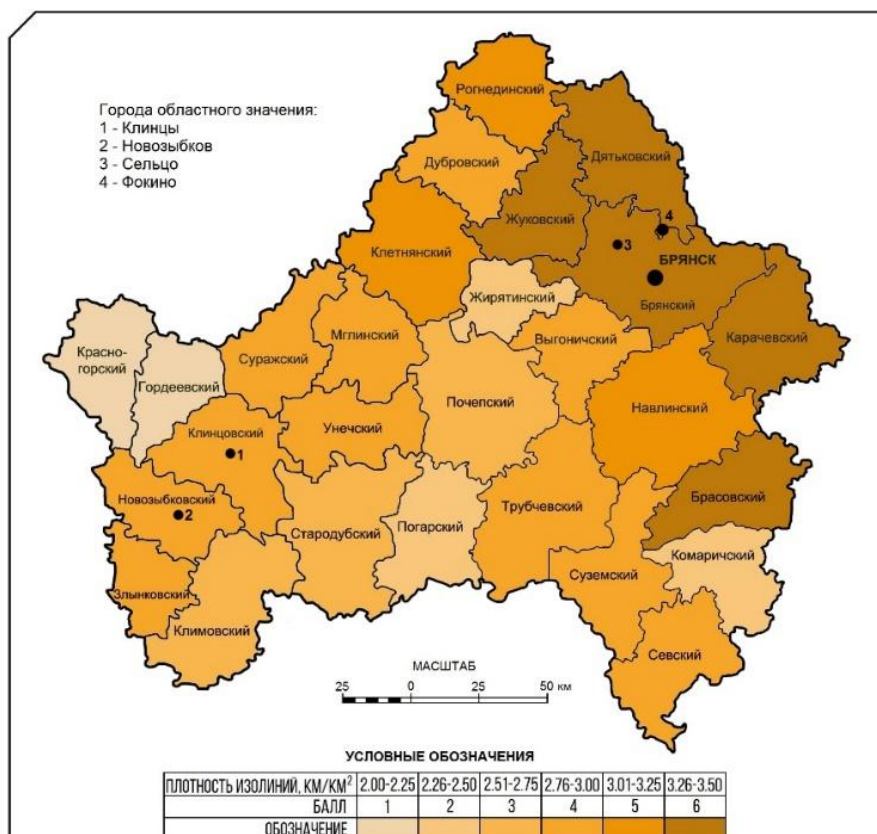 Города областного значения:
1 - Клинцы
2 - Новозыбков
3 - Сельцо
4 - Фокино
Рогнединский
Дятьковский
Дубровский
Жуковский
4
3
Клетнянский
БРЯНСК
Жирятинский
Брянский
Мглинский
Выгоничский
Карачевский
Красно-
горский
Суражский
Гордеевский
Почепский
Навлинский
Клинцовский
1
Унечский
Новозыбковский
2
Брасовский
Стародубский
Погарский
Трубчевский
Комаричский
Суземский
Злынковский
Климовский
Севский
МАСШТАБ
25 0 25 50 км
УСЛОВНЫЕ ОБОЗНАЧЕНИЯ
ПЛОТНОСТЬ ИЗОЛИНИЙ, КМ/КМ² 2.00-2.25 2.26-2.50 2.51-2.75 2.76-3.00 3.01-3.25 3.26-3.50
БАЛЛ 1 2 3 4 5 6
ОБОЗНАЧЕНИЕ